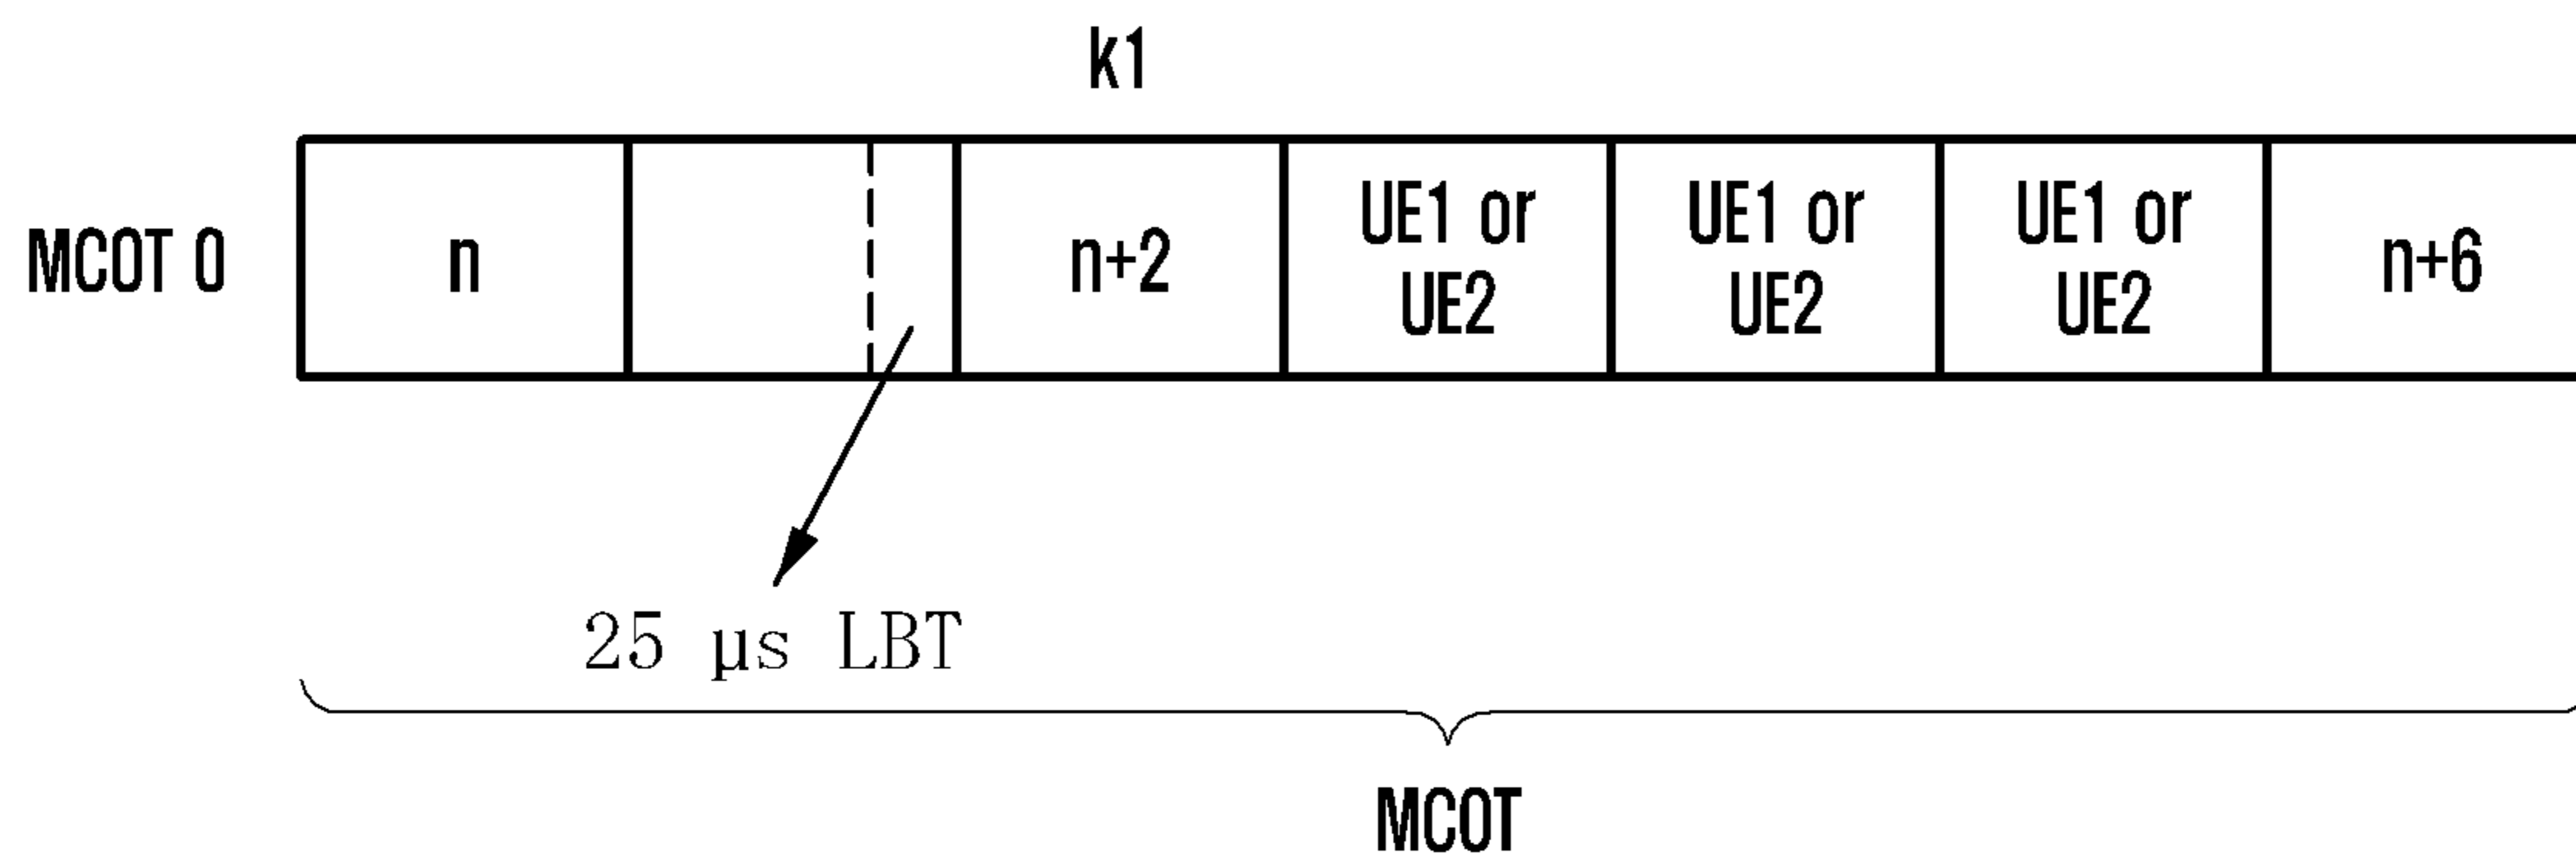 k1
MCOT 0
n
n+2
UE1 or
UE2
UE1 or
UE2
UE1 or
UE2
n+6
25 μs LBT
MCOT